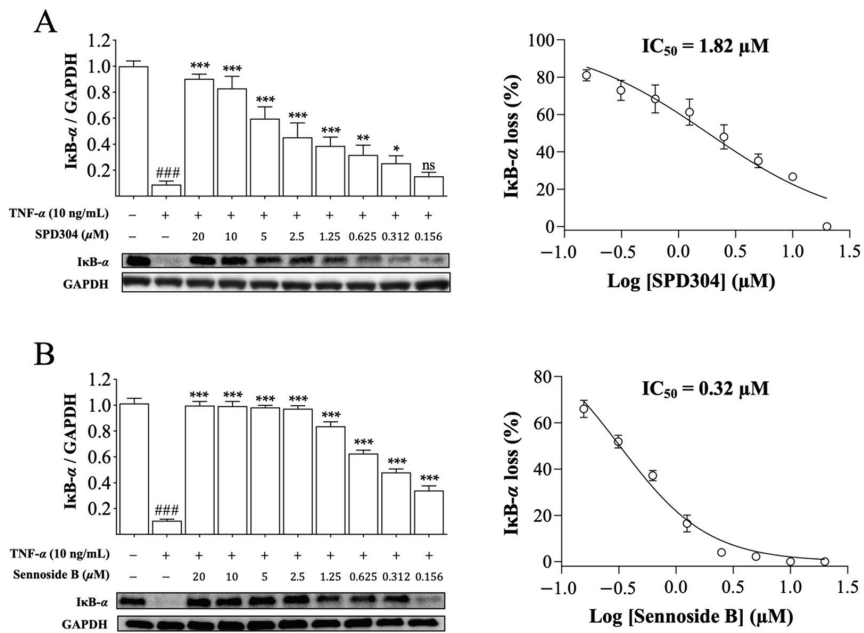 A
IκB-α / GAPDH
1.2
1.0
0.8
0.6
0.4
0.2
###
***
***
***
***
***
**
*
ns
TNF-α (10 ng/mL) − + + + + + + + + +
SPD304 (μM) − − 20 10 5 2.5 1.25 0.625 0.312 0.156
IκB-α
GAPDH
IC50 = 1.82 μM
IκB-α loss (%)
100
80
60
40
20
0
−1.0 −0.5 0.0 0.5 1.0 1.5
Log [SPD304] (μM)
B
IκB-α / GAPDH
1.2
1.0
0.8
0.6
0.4
0.2
###
***
***
***
***
***
***
***
***
TNF-α (10 ng/mL) − + + + + + + + + +
Sennoside B (μM) − − 20 10 5 2.5 1.25 0.625 0.312 0.156
IκB-α
GAPDH
IC50 = 0.32 μM
IκB-α loss (%)
80
60
40
20
0
−1.0 −0.5 0.0 0.5 1.0 1.5
Log [Sennoside B] (μM)